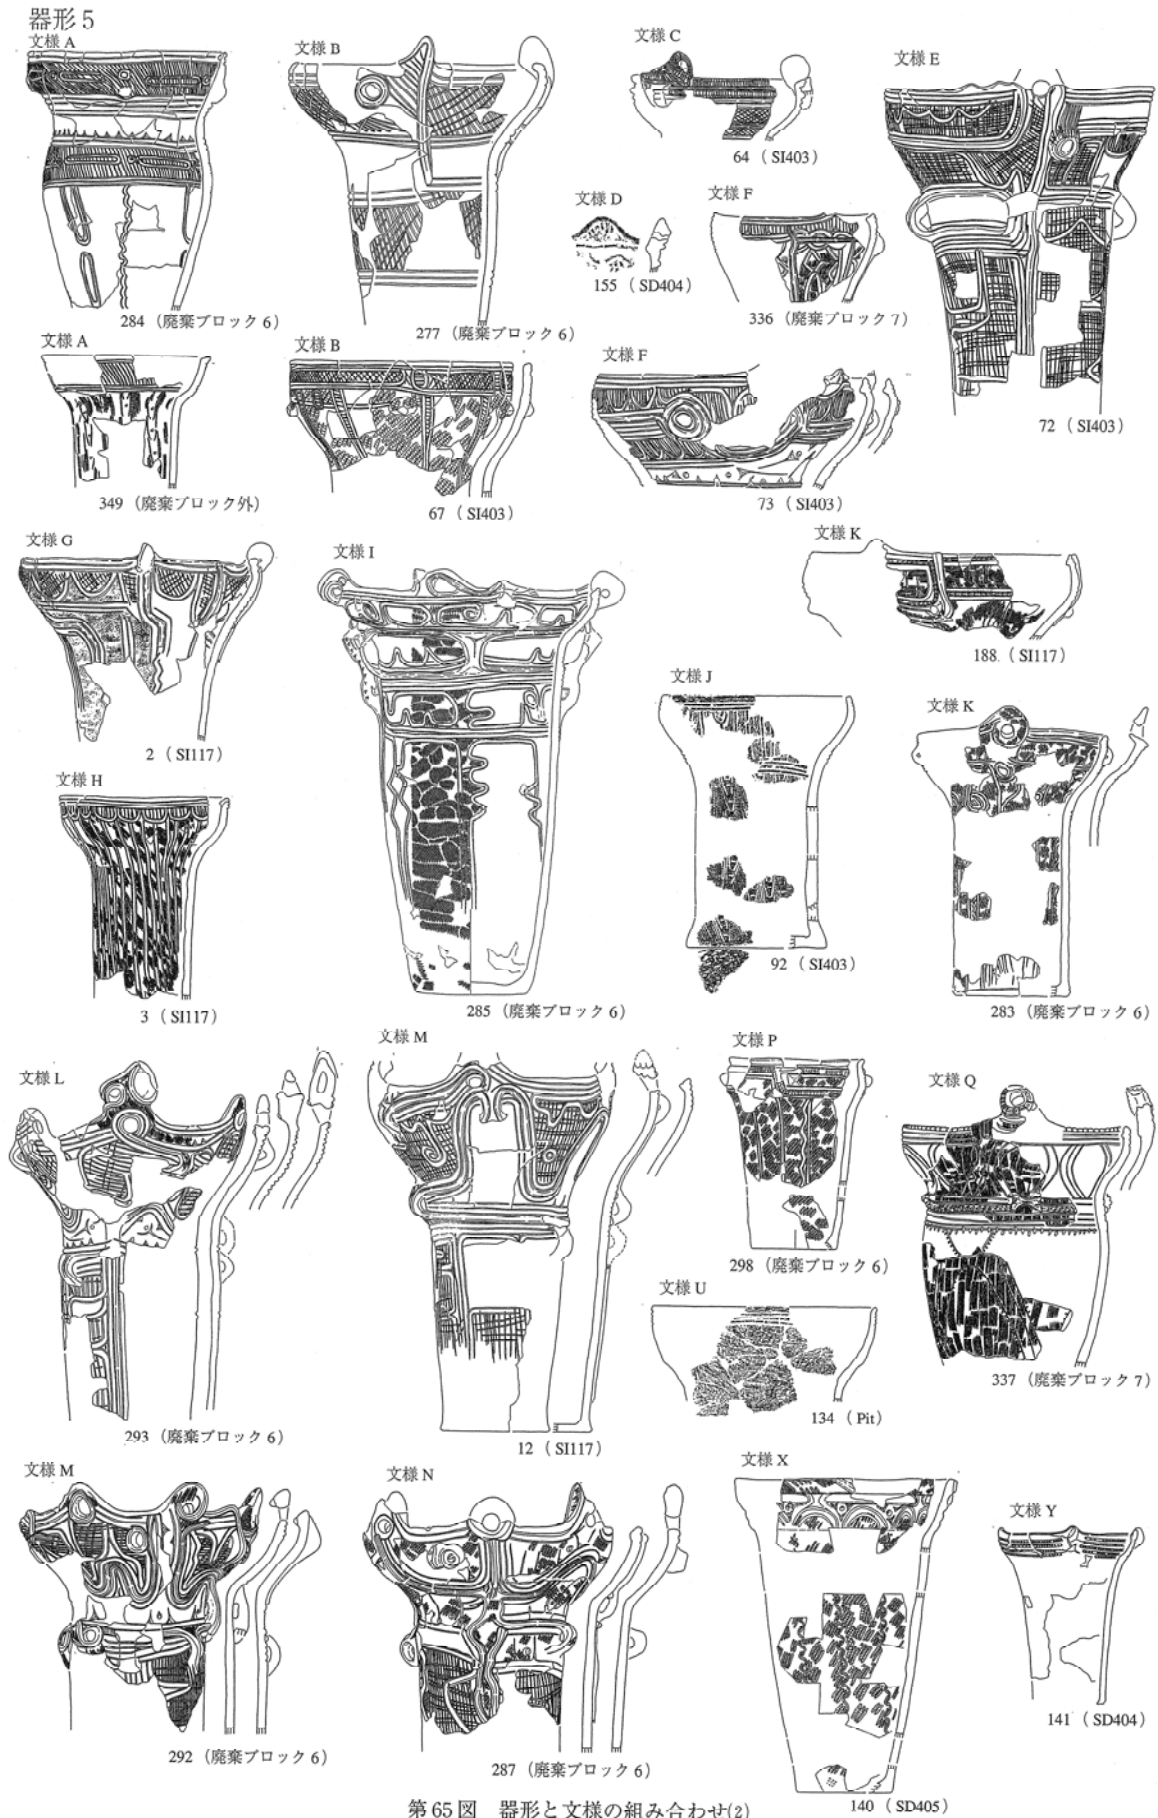 器形5
文様A
284(廃棄ブロック6)
文様B
277(廃棄ブロック6)
文様C
64(SI403)
文様D
155(SD404)
文様F
336(廃棄ブロック7)
文様E
72(SI403)
文様A
349(廃棄ブロック外)
文様B
67(SI403)
文様F
73(SI403)
文様G
2(SI117)
文様H
3(SI117)
文様I
285(廃棄ブロック6)
文様J
92(SI403)
文様K
188.(SI117)
文様K
283(廃棄ブロック6)
文様L
293(廃棄ブロック6)
文様M
12(SI117)
文様P
298(廃棄ブロック6)
文様U
134(Pit)
文様Q
337(廃棄ブロック7)
文様M
292(廃棄ブロック6)
文様N
287(廃棄ブロック6)
文様X
140(SD405)
文様Y
141(SD404)
第65図 器形と文様の組み合わせ(2)